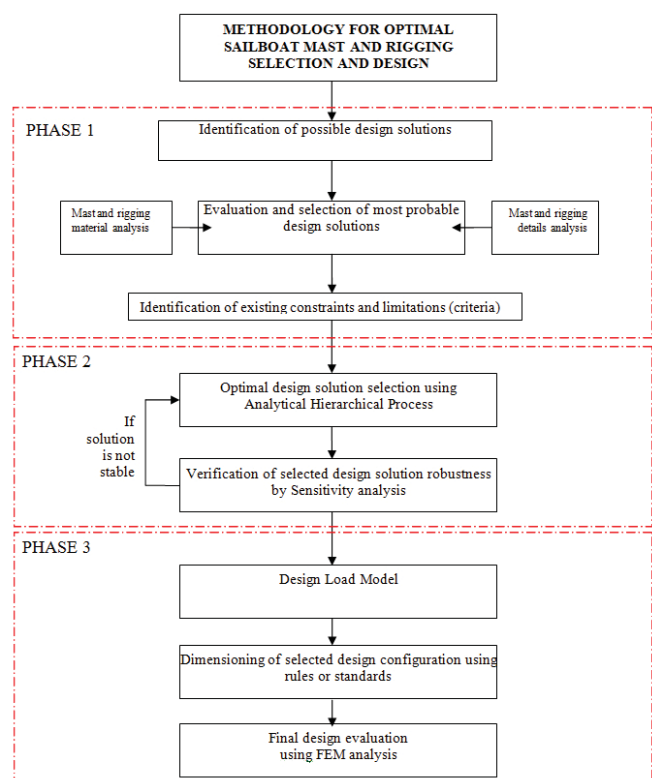 METHODOLOGY FOR OPTIMAL
SAILBOAT MAST AND RIGGING
SELECTION AND DESIGN
PHASE 1
Identification of possible design solutions
Mast and rigging
material analysis
Evaluation and selection of most probable
design solutions
Mast and rigging
details analysis
Identification of existing constraints and limitations (criteria)
PHASE 2
Optimal design solution selection using
Analytical Hierarchical Process
If
solution
is not
stable
Verification of selected design solution robustness
by Sensitivity analysis
PHASE 3
Design Load Model
Dimensioning of selected design configuration using
rules or standards
Final design evaluation
using FEM analysis